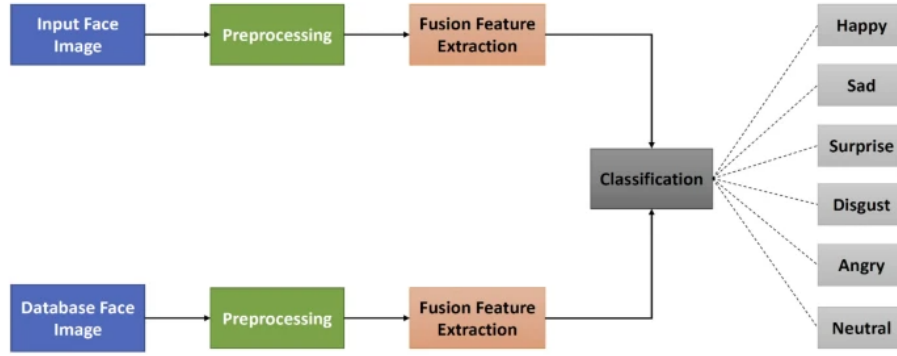 Input Face
Image
Preprocessing
Fusion Feature
Extraction
Happy
Sad
Surprise
Classification
Disgust
Angry
Database Face
Image
Preprocessing
Fusion Feature
Extraction
Neutral